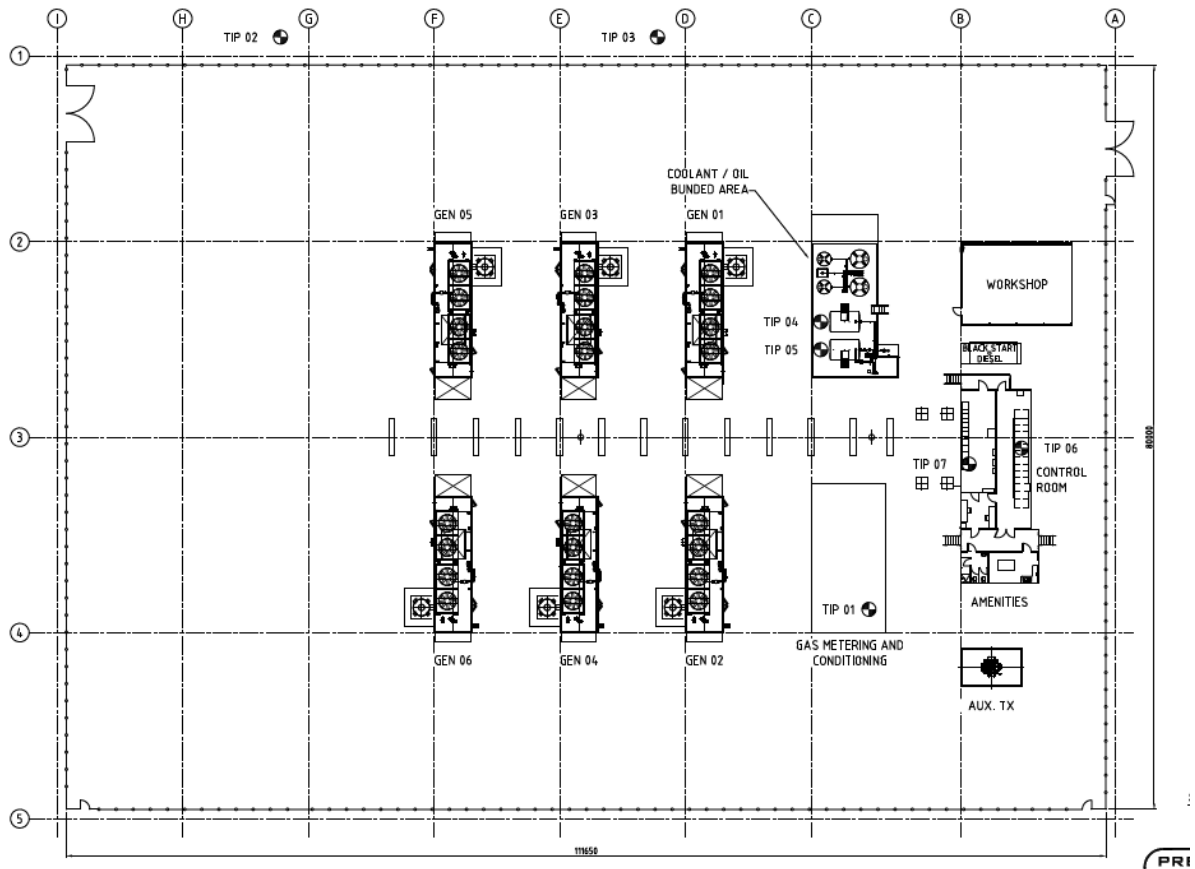 I H G F E D C B A
TIP 02
TIP 03
1
COOLANT / OIL
BUNDED AREA
GEN 05
GEN 03
GEN 01
2
WORKSHOP
TIP 04
TIP 05
BLACK START
DIESEL
3
80000
TIP 06
TIP 07
CONTROL
ROOM
TIP 01
AMENITIES
4
GAS METERING AND
CONDITIONING
GEN 06
GEN 04
GEN 02
AUX. TX
5
111650
PRE